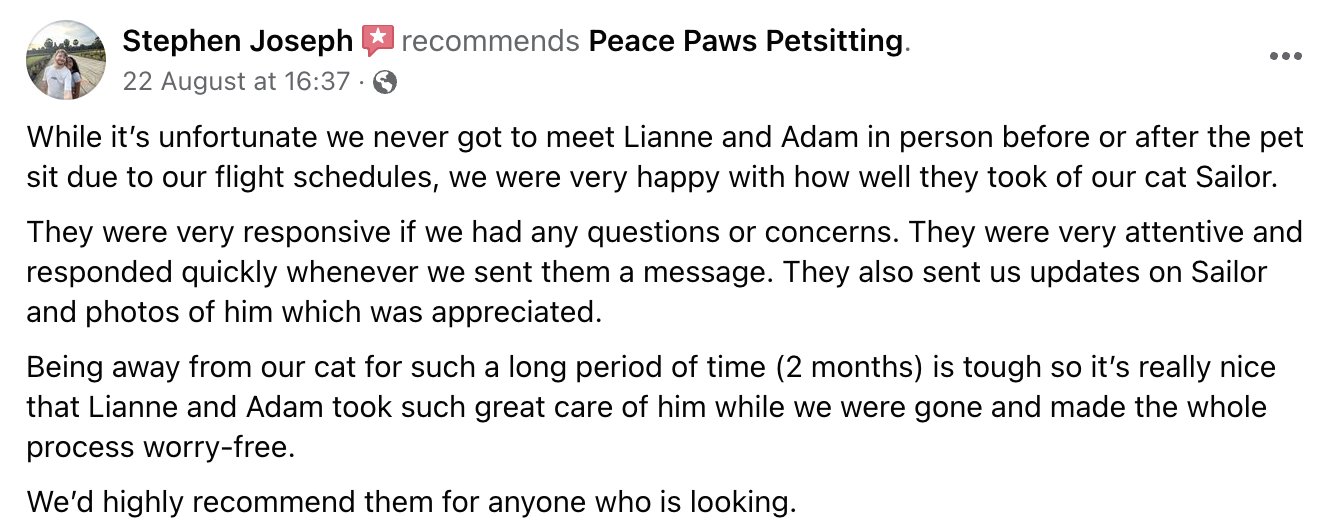 Stephen Joseph recommends Peace Paws Petsitting.
22 August at 16:37 ·
While it’s unfortunate we never got to meet Lianne and Adam in person before or after the pet
sit due to our flight schedules, we were very happy with how well they took of our cat Sailor.
They were very responsive if we had any questions or concerns. They were very attentive and
responded quickly whenever we sent them a message. They also sent us updates on Sailor
and photos of him which was appreciated.
Being away from our cat for such a long period of time (2 months) is tough so it’s really nice
that Lianne and Adam took such great care of him while we were gone and made the whole
process worry-free.
We’d highly recommend them for anyone who is looking.